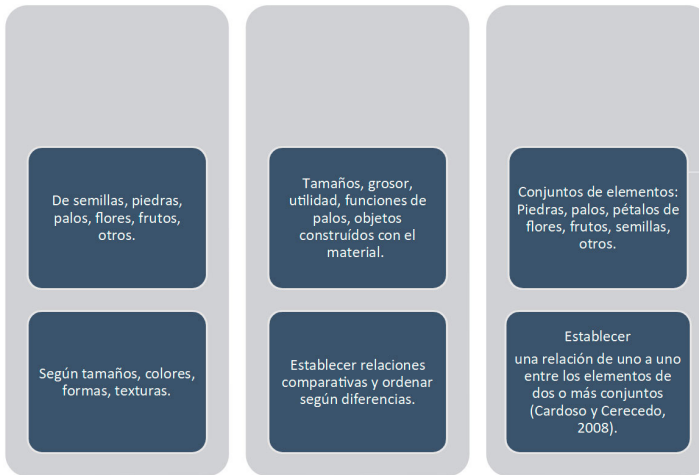 De semillas, piedras,
palos, flores, frutos,
otros.
Según tamaños, colores,
formas, texturas.
Tamaños, grosor,
utilidad, funciones de
palos, objetos
construídos con el
material.
Establecer relaciones
comparativas y ordenar
según diferencias.
Conjuntos de elementos:
Piedras, palos, pétalos de
flores, frutos, semillas,
otros.
Establecer
una relación de uno a uno
entre los elementos de
dos o más conjuntos
(Cardoso y Cerecedo,
2008).